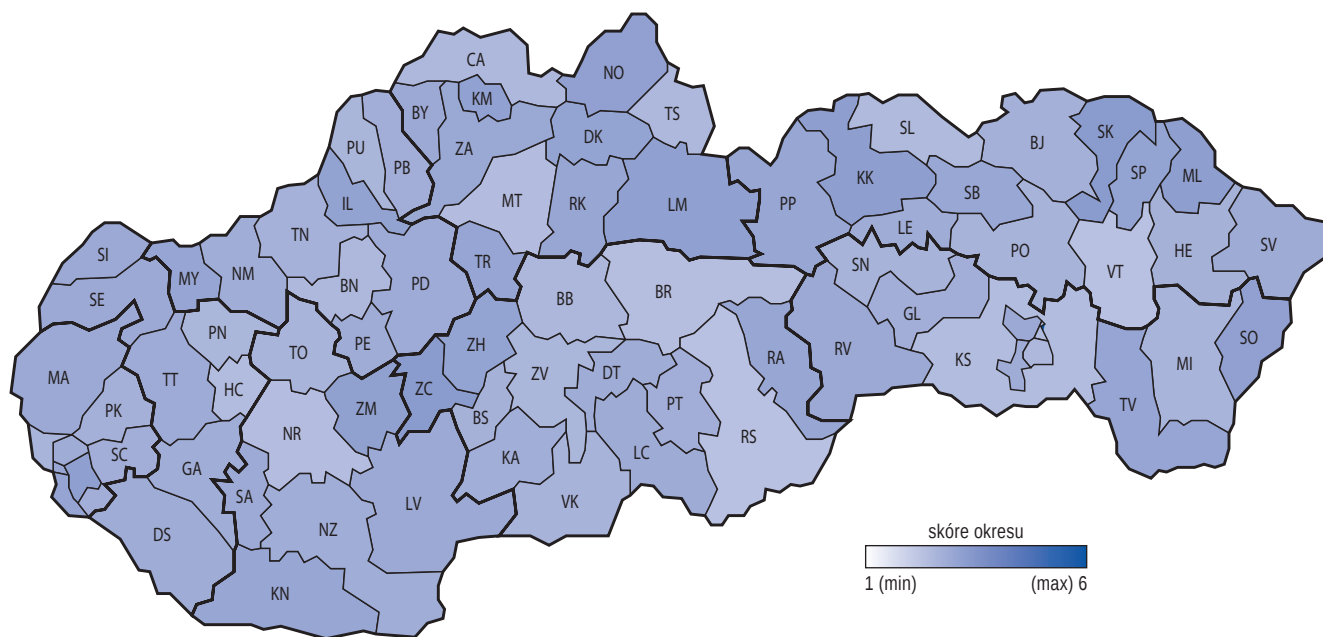 CA
NO
KM
BY
TS
DK
PU
PB
ZA
SL
BJ
SK
SP
ML
KK
MT
RK
LM
PP
SB
IL
TN
LE
SI
PO
HE
SV
NM
MY
TR
SN
VT
BN
PD
SE
BB
BR
GL
PN
PE
ZH
TO
RA
RV
SO
MA
TT
HC
ZC
ZV
DT
KS
MI
PK
ZM
BS
PT
TV
NR
RS
SC
KA
LC
GA
SA
LV
VK
NZ
DS
KN
skóre okresu
1 (min) (max) 6